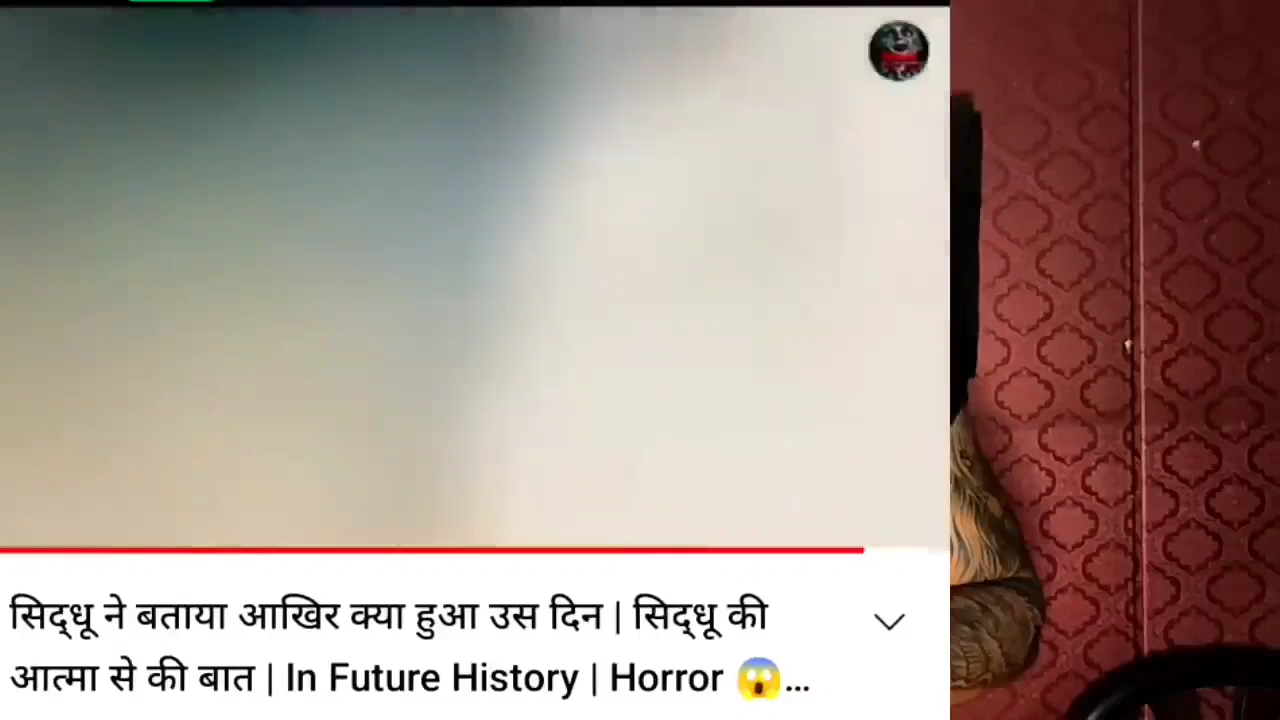 सिद्धू ने बताया आखिर क्या हुआ उस दिन | सिद्धू की
आत्मा से की बात | In Future History | Horror 😱...